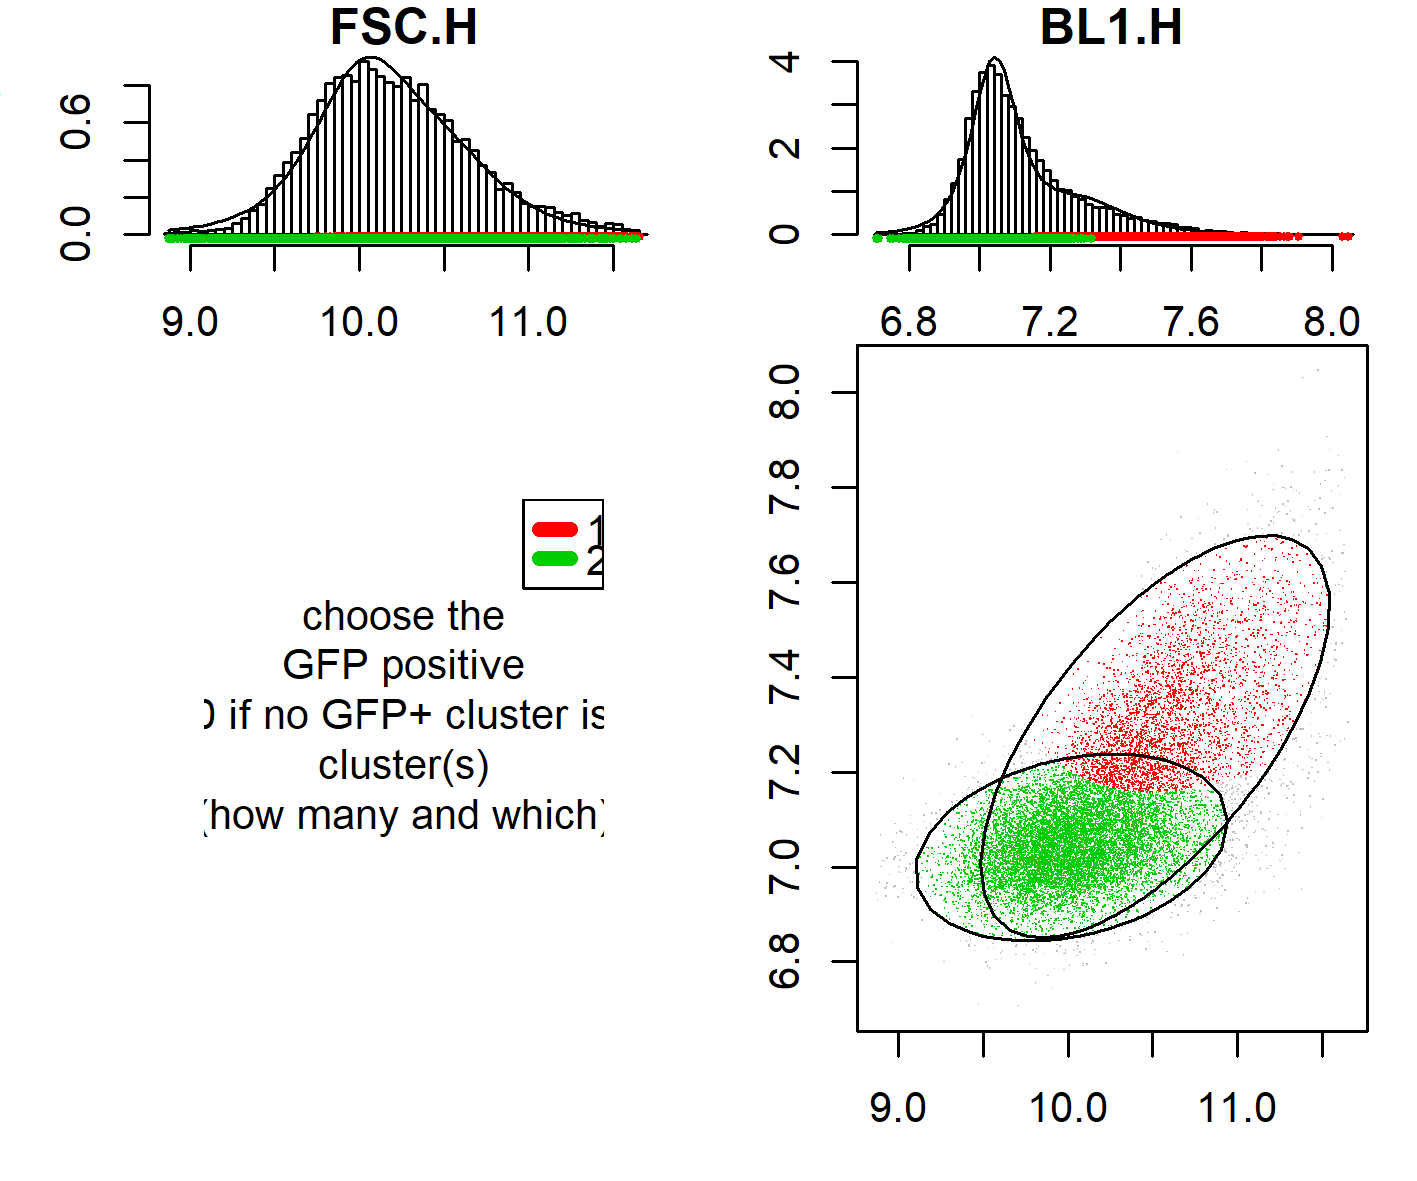 FSC.H
BL1.H
0.6
0.0
9.0 10.0 11.0
4
2
0
6.8 7.2 7.6 8.0
1
2
choose the
GFP positive
0 if no GFP+ cluster is
cluster(s)
(how many and which)
8.0
7.8
7.6
7.4
7.2
7.0
6.8
9.0 10.0 11.0